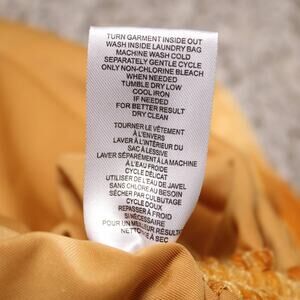 TURN GARMENT INSIDE OUT
WASH INSIDE LAUNDRY BAG
MACHINE WASH COLD
SEPARATELY GENTLE CYCLE
ONLY NON-CHLORINE BLEACH
WHEN NEEDED
TUMBLE DRY LOW
COOL IRON
IF NEEDED
FOR BETTER RESULT
DRY CLEAN
TOURNER LE VÊTEMENT
À L'ENVERS
LAVER À L'INTÉRIEUR DU
SAC À LESSIVE
LAVER SÉPARÉMENT À LA MACHINE
À L'EAU FROIDE
CYCLE DÉLICAT
UTILISER DE L'EAU DE JAVEL
SANS CHLORE AU BESOIN
SÉCHER PAR CULBUTAGE
CYCLE DOUX
REPASSER À FROID
SI NÉCESSAIRE
POUR UN MEILLEUR RÉSULTAT
NETTOYÉ À SEC